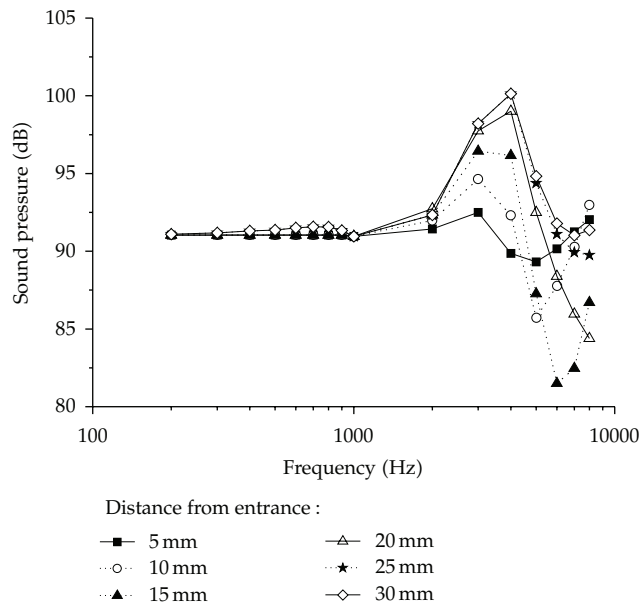 105
100
95
90
85
80
Sound pressure (dB)
100
1000
10000
Frequency (Hz)
Distance from entrance :
5 mm
10 mm
15 mm
20 mm
25 mm
30 mm